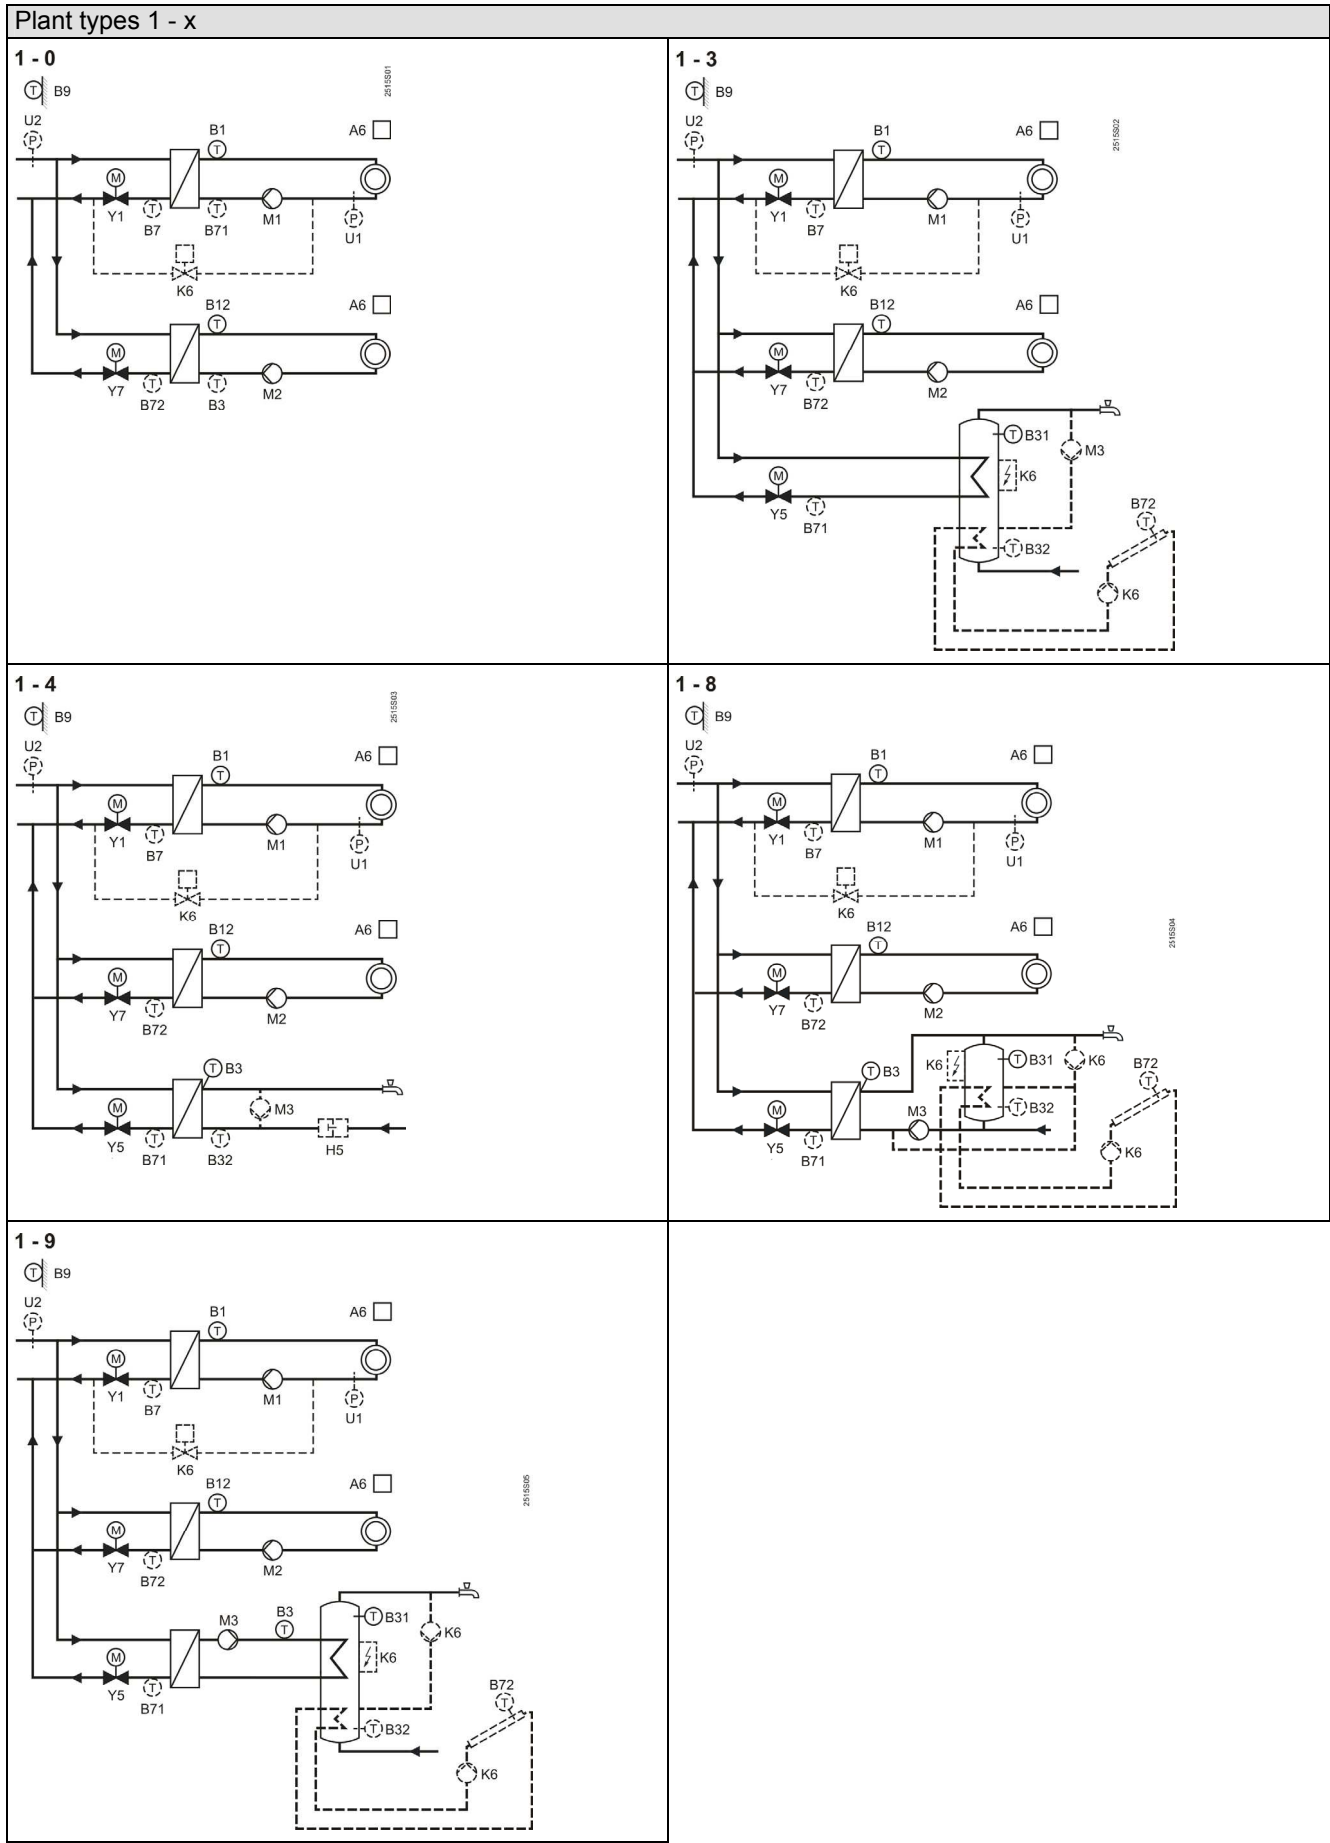 Plant types 1 - x
1 - 0
2515S01
T B9
U2
P
B1
T
A6
M
Y1
T
B7
T
B71
M1
P
U1
K6
B12
T
A6
M
Y7
T
B72
T
B3
M2
1 - 3
2515S02
T B9
U2
P
B1
T
A6
M
Y1
T
B7
M1
P
U1
K6
B12
T
A6
M
Y7
T
B72
M2
T B31
M3
K6
M
Y5
T
B71
B72
T
T B32
K6
1 - 4
2515S03
T B9
U2
P
B1
T
A6
M
Y1
T
B7
M1
P
U1
K6
B12
T
A6
M
Y7
T
B72
M2
T B3
M
Y5
T
B71
T
B32
M3
H5
1 - 8
2515S04
T B9
U2
P
B1
T
A6
M
Y1
T
B7
M1
P
U1
K6
B12
T
A6
M
Y7
T
B72
M2
K6
T B31
K6
T B3
B72
T
M
Y5
T
B71
M3
T B32
K6
1 - 9
2515S05
T B9
U2
P
B1
T
A6
M
Y1
T
B7
M1
P
U1
K6
B12
T
A6
M
Y7
T
B72
M2
M3
B3
T
T B31
K6
K6
M
Y5
T
B71
B72
T
T B32
K6